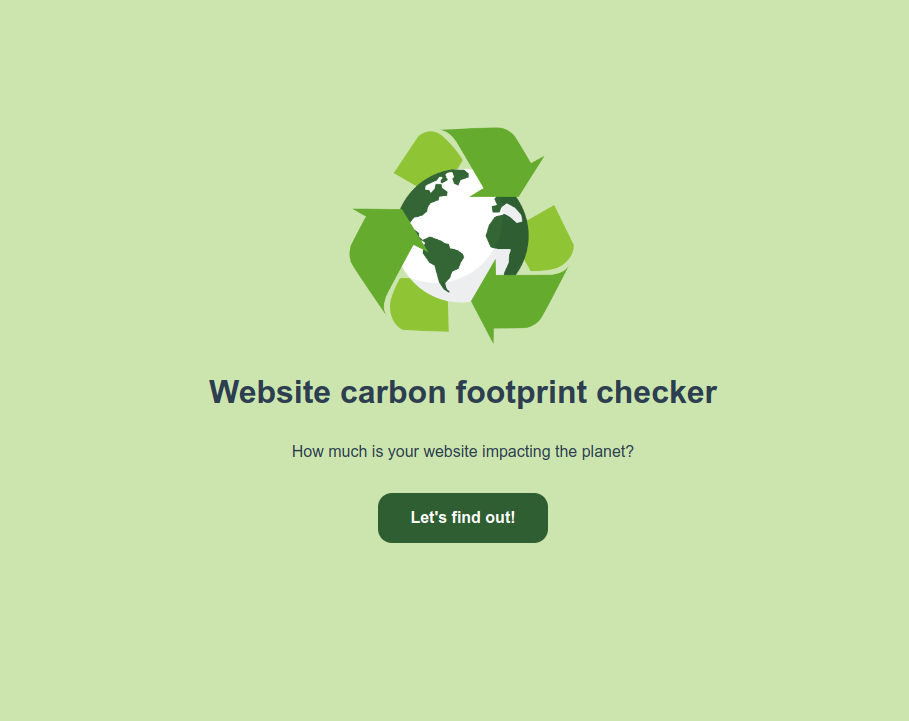 Website carbon footprint checker
How much is your website impacting the planet?
Let's find out!